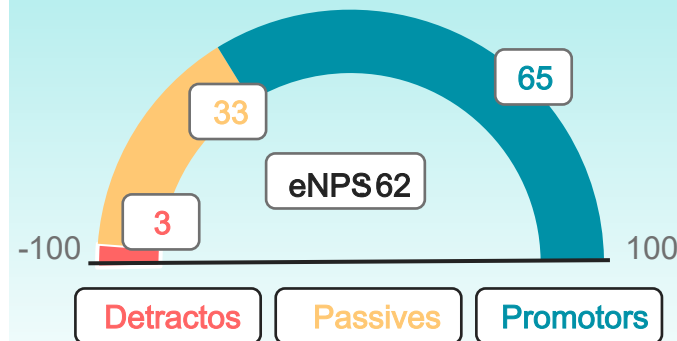 65
33
eNPS 62
3
-100
100
Detractos
Passives
Promotors